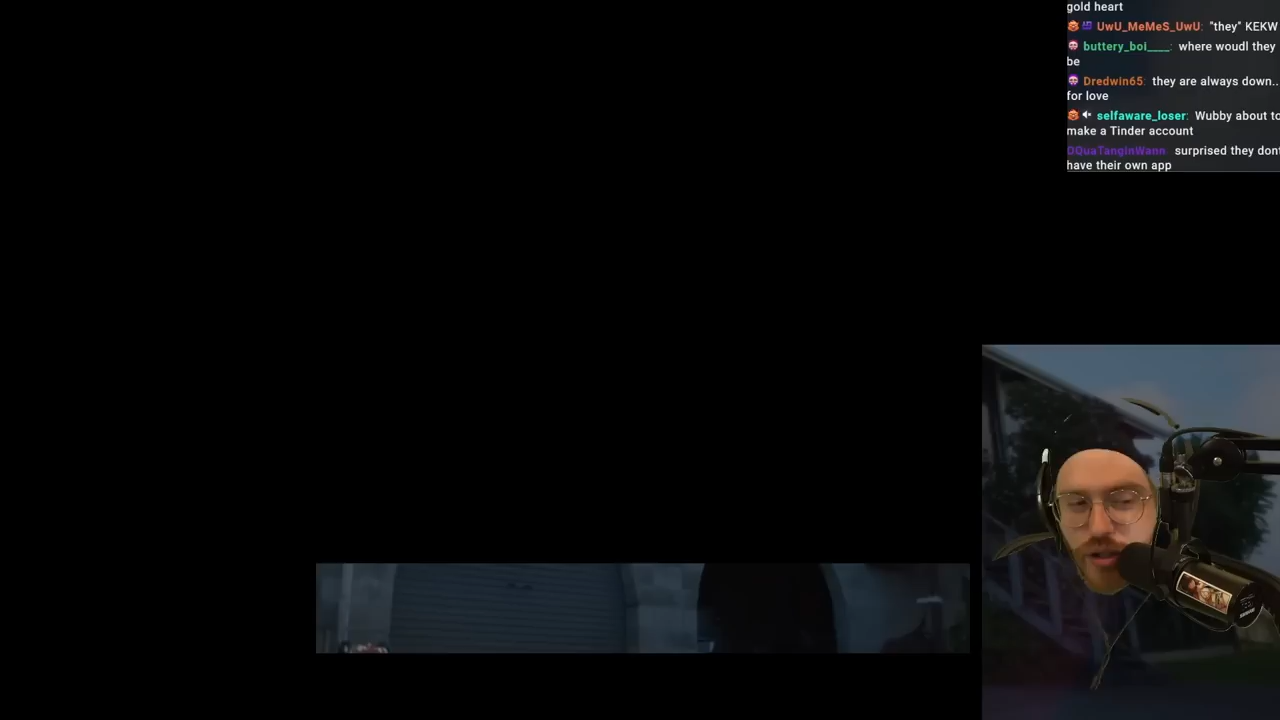 gold heart
UwU_MeMeS_UwU: "they" KEKW
buttery_boi____: where woudl they
be
Dredwin65: they are always down..
for love
selfaware_loser: Wubby about to
make a Tinder account
OQuaTanginWann surprised they dont
have their own app